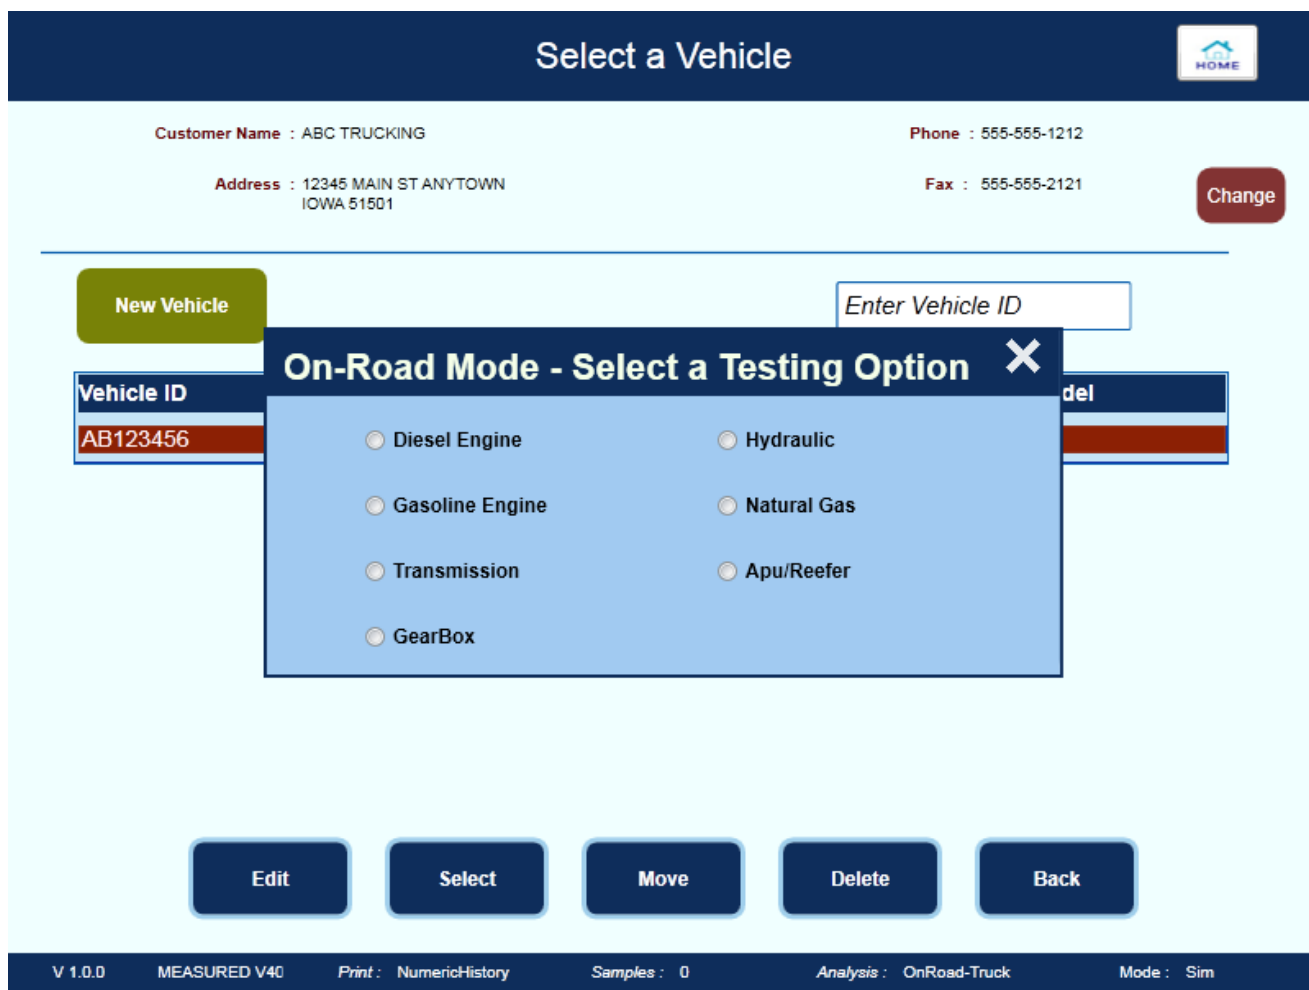 Select a Vehicle
HOME
Customer Name : ABC TRUCKING
Phone : 555-555-1212
Address : 12345 MAIN ST ANYTOWN
IOWA 51501
Fax : 555-555-2121
Change
New Vehicle
Enter Vehicle ID
On-Road Mode - Select a Testing Option
Vehicle ID
del
AB123456
Diesel Engine
Hydraulic
Gasoline Engine
Natural Gas
Transmission
Apu/Reefer
GearBox
Edit
Select
Move
Delete
Back
V 1.0.0 MEASURED V40 Print : NumericHistory Samples : 0 Analysis : OnRoad-Truck Mode : Sim